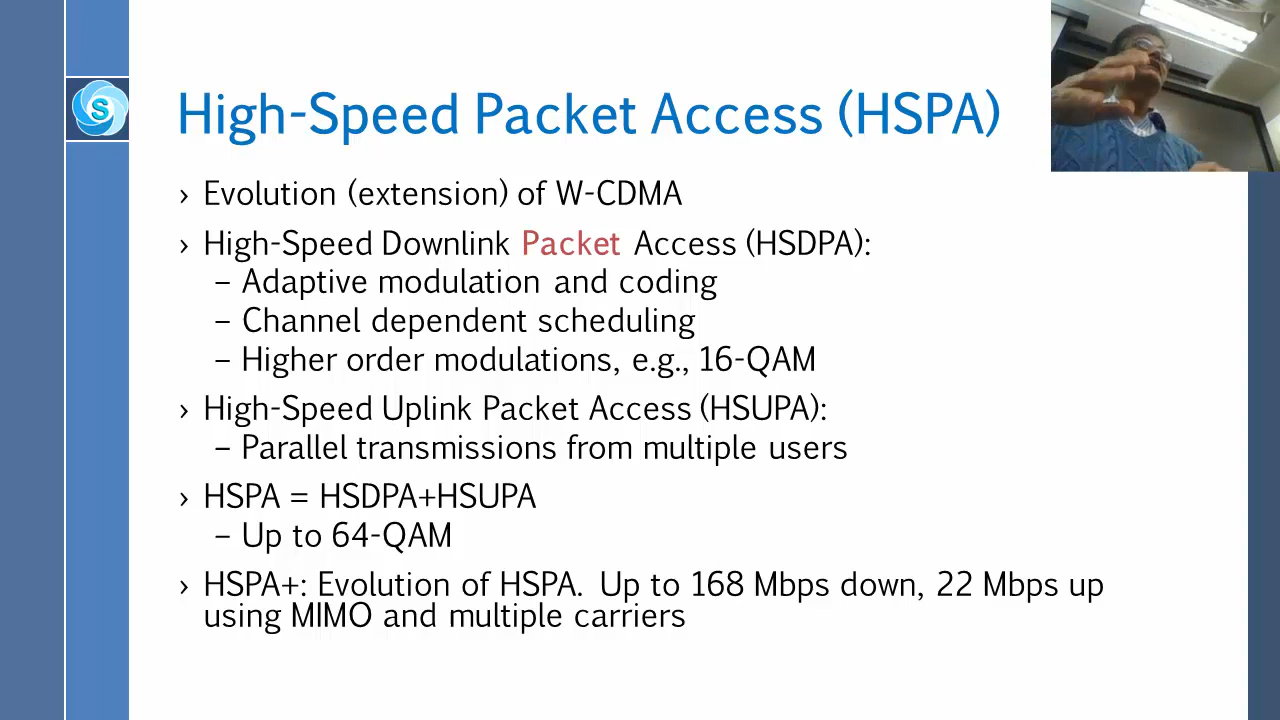 S
High-Speed Packet Access (HSPA)
› Evolution (extension) of W-CDMA
› High-Speed Downlink Packet Access (HSDPA):
– Adaptive modulation and coding
– Channel dependent scheduling
– Higher order modulations, e.g., 16-QAM
› High-Speed Uplink Packet Access (HSUPA):
– Parallel transmissions from multiple users
› HSPA = HSDPA+HSUPA
– Up to 64-QAM
› HSPA+: Evolution of HSPA. Up to 168 Mbps down, 22 Mbps up
using MIMO and multiple carriers